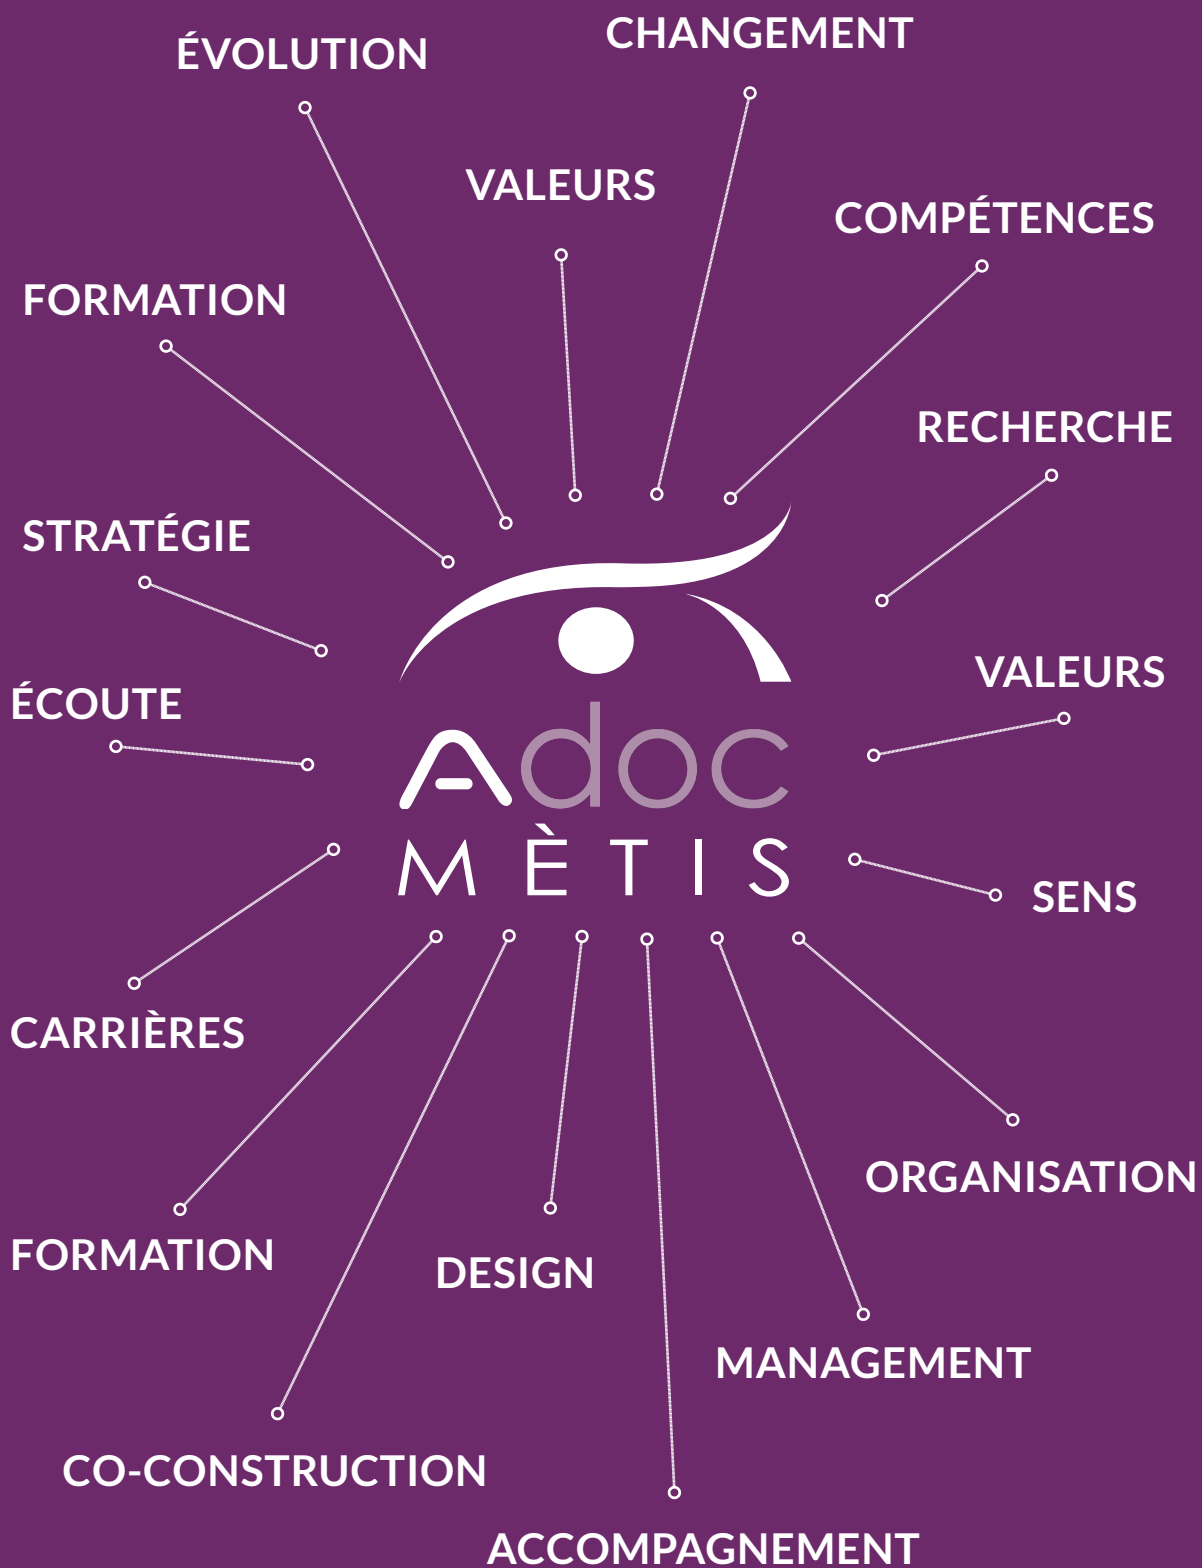 CHANGEMENT
ÉVOLUTION
VALEURS
COMPÉTENCES
FORMATION
RECHERCHE
STRATÉGIE
VALEURS
ÉCOUTE
Adoc
MÈTIS
SENS
CARRIÈRES
ORGANISATION
FORMATION
DESIGN
MANAGEMENT
CO-CONSTRUCTION
ACCOMPAGNEMENT